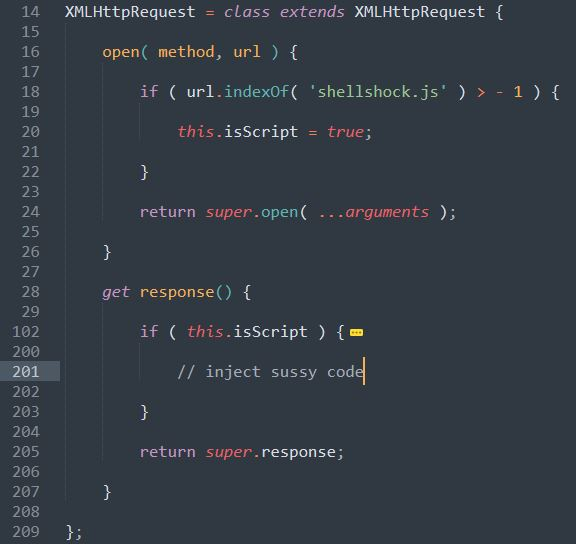 14 XMLHttpRequest = class extends XMLHttpRequest {
15
16 open( method, url ) {
17
18 if ( url.indexOf( 'shellshock.js' ) > - 1 ) {
19
20 this.isScript = true;
21
22 }
23
24 return super.open( ...arguments );
25
26 }
27
28 get response() {
29
102 if ( this.isScript ) {
200
201 // inject sussy code
202
203 }
204
205 return super.response;
206
207 }
208
209 };